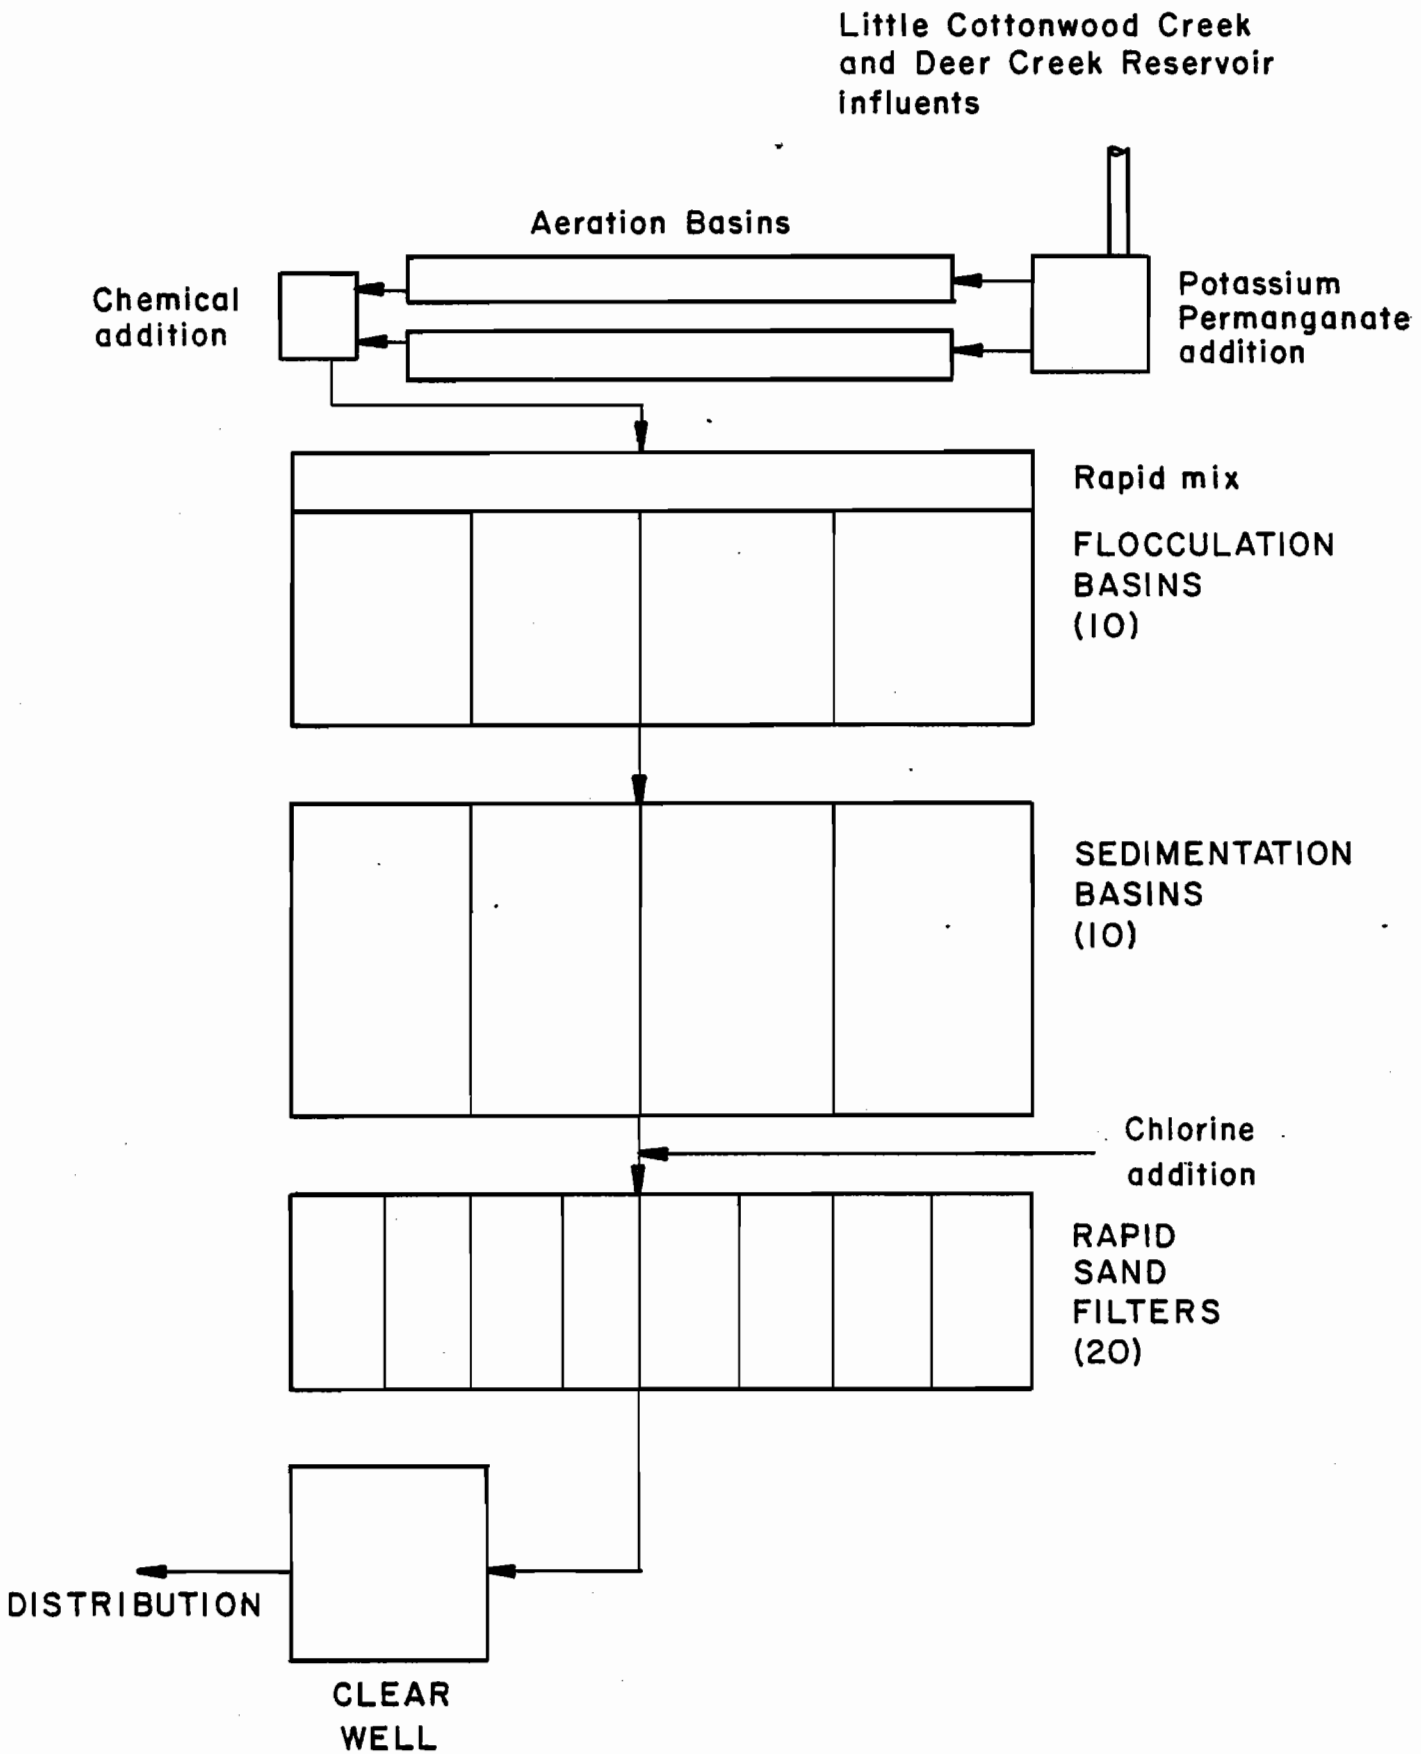 Little Cottonwood Creek
and Deer Creek Reservoir
influents
Aeration Basins
Chemical
addition
Potassium
Permanganate
addition
Rapid mix
FLOCCULATION
BASINS
(10)
SEDIMENTATION
BASINS
(10)
Chlorine
addition
RAPID
SAND
FILTERS
(20)
DISTRIBUTION
CLEAR
WELL